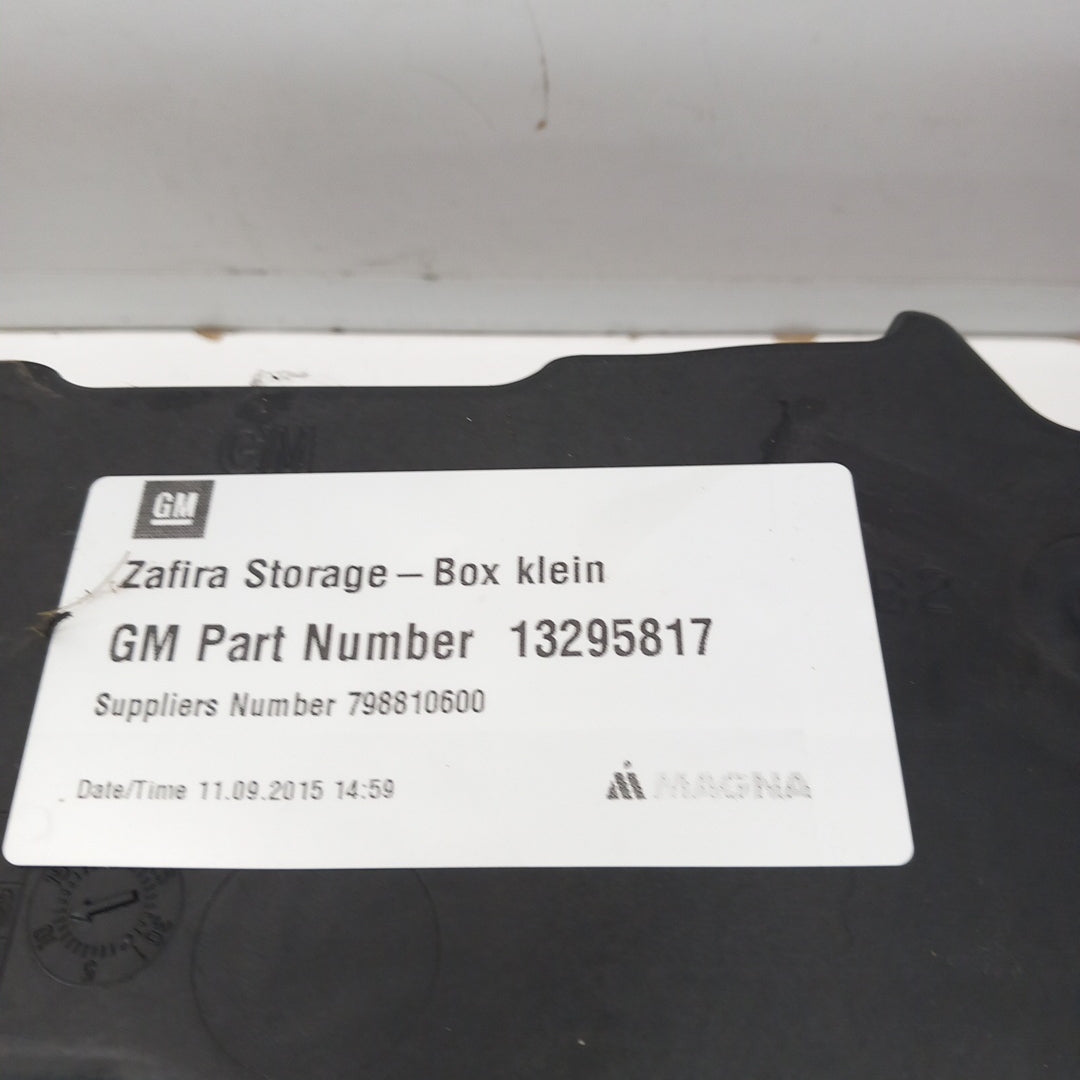 GM
GM
Zafira Storage – Box klein
GM Part Number 13295817
Suppliers Number 798810600
Date/Time 11.09.2015 14:59
MAGNA